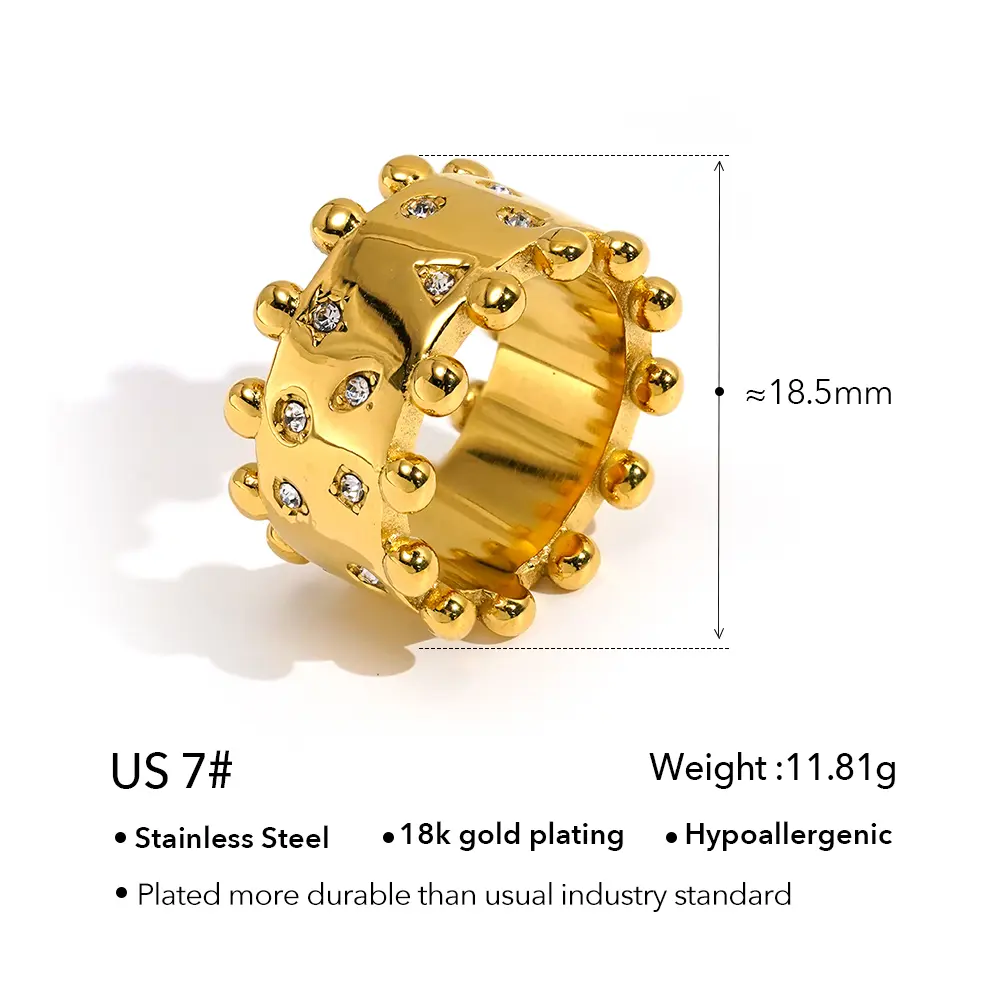 ≈18.5mm
US 7#
Weight :11.81g
• Stainless Steel
•18k gold plating
• Hypoallergenic
• Plated more durable than usual industry standard